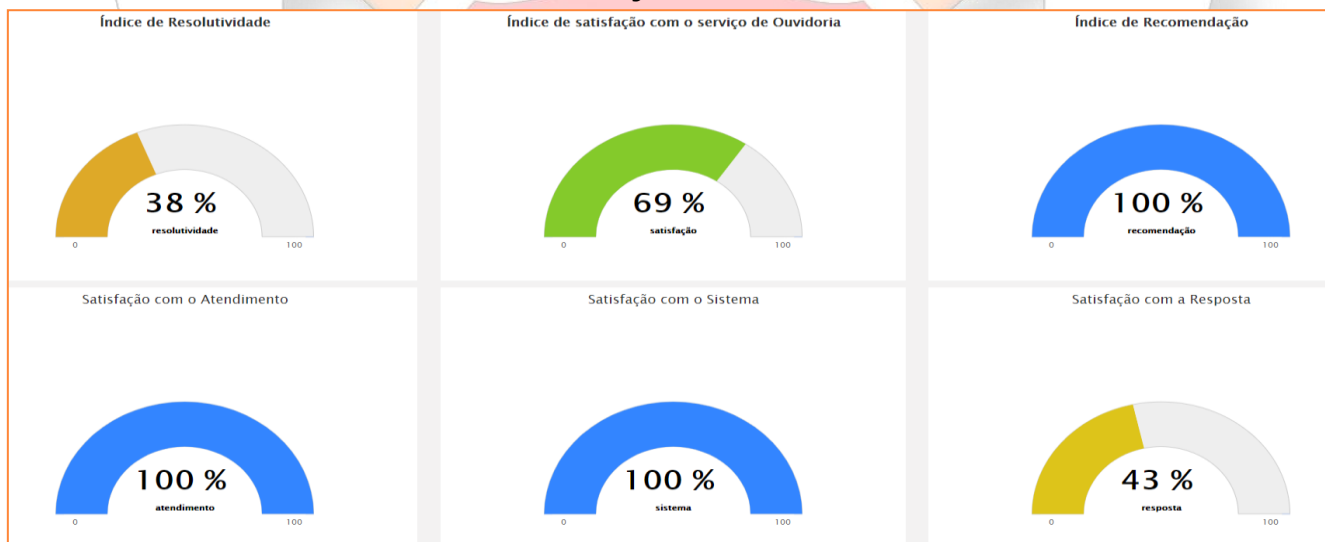 Índice de Resolutividade
38 %
resolutividade
0 100
Índice de satisfação com o serviço de Ouvidoria
69 %
satisfação
0 100
Índice de Recomendação
100 %
recomendação
0 100
Satisfação com o Atendimento
100 %
atendimento
0 100
Satisfação com o Sistema
100 %
sistema
0 100
Satisfação com a Resposta
43 %
resposta
0 100